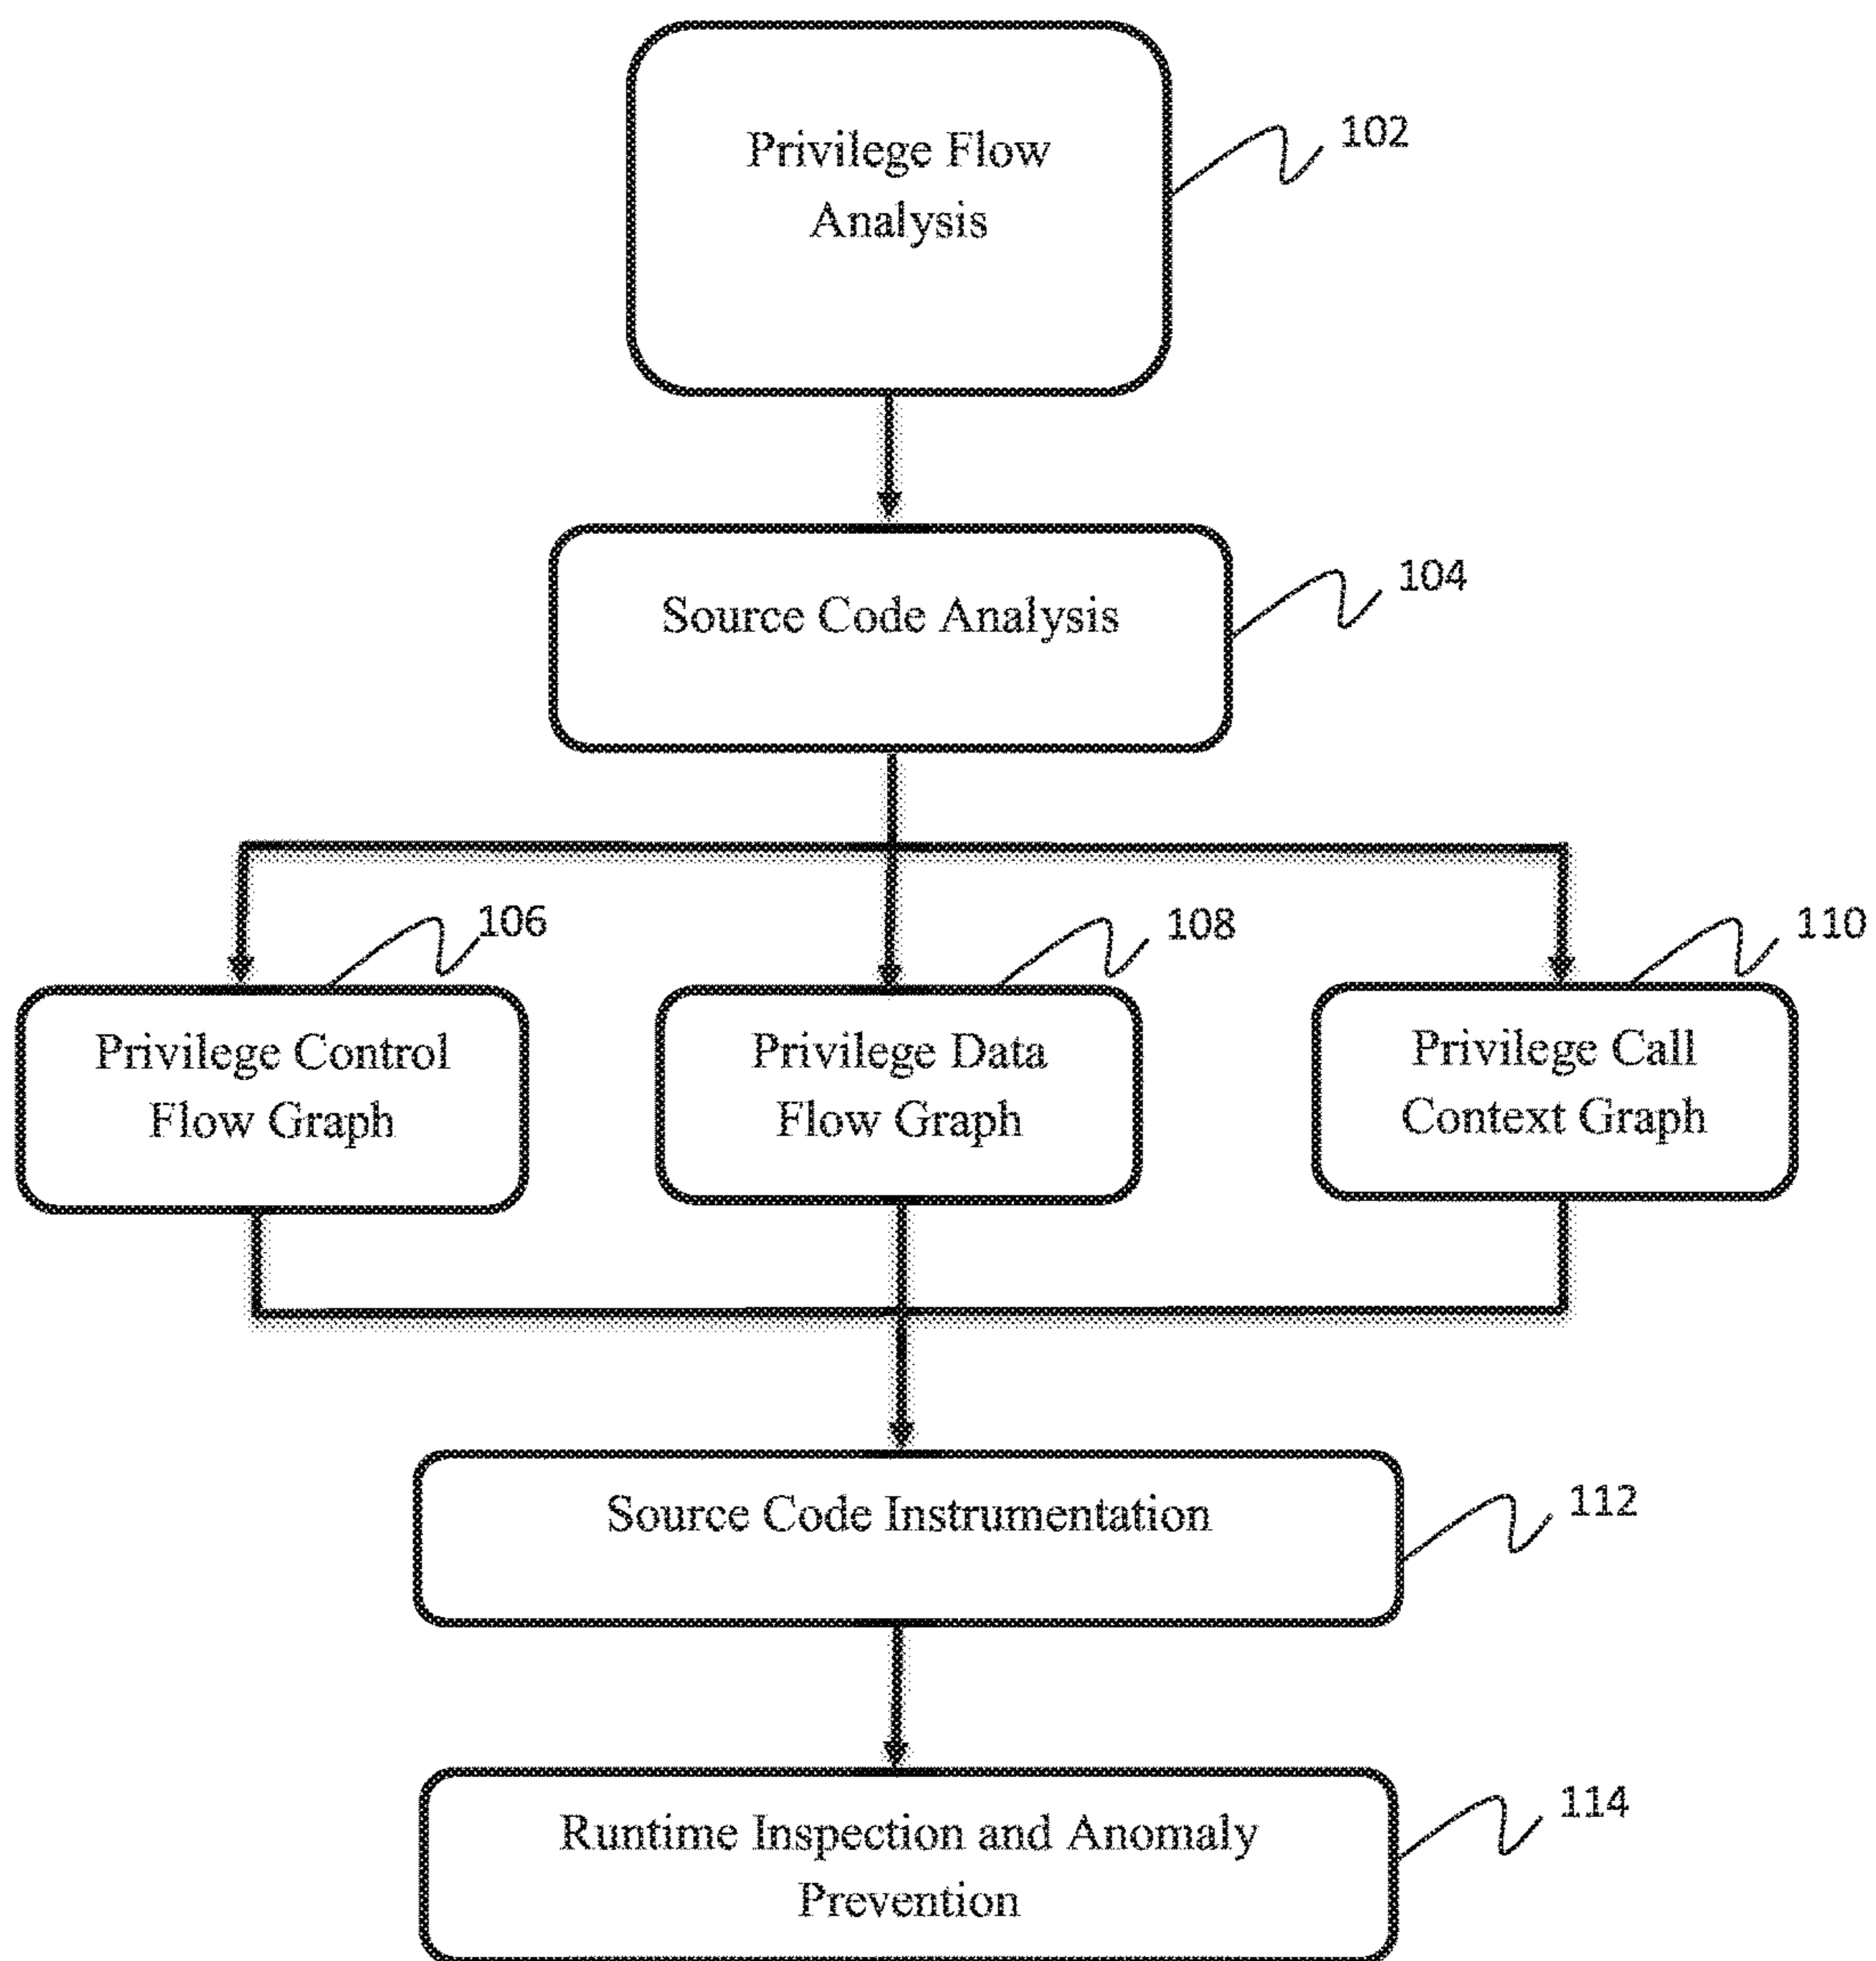 Privilege Flow
Analysis
102
Source Code Analysis
104
106
108
110
Privilege Control
Flow Graph
Privilege Data
Flow Graph
Privilege Call
Context Graph
Source Code Instrumentation
112
Runtime Inspection and Anomaly
Prevention
114